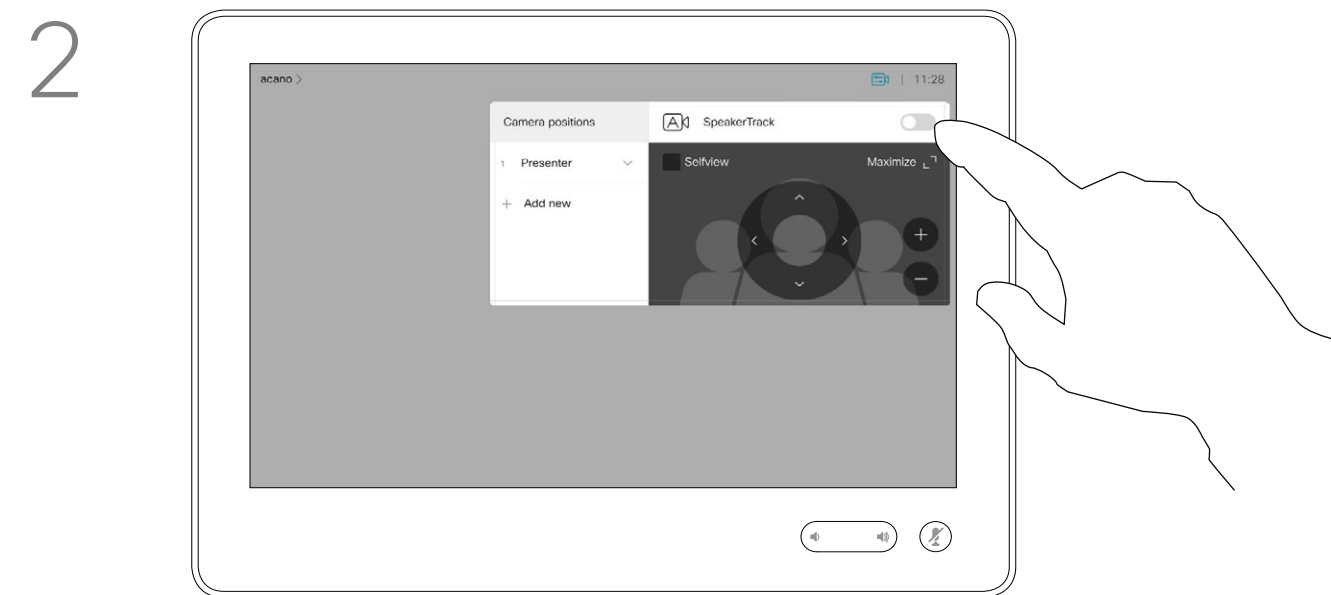 2
acano >
| 11:28
Camera positions
A SpeakerTrack
1 Presenter
Selfview
Maximize
+ Add new
+
−